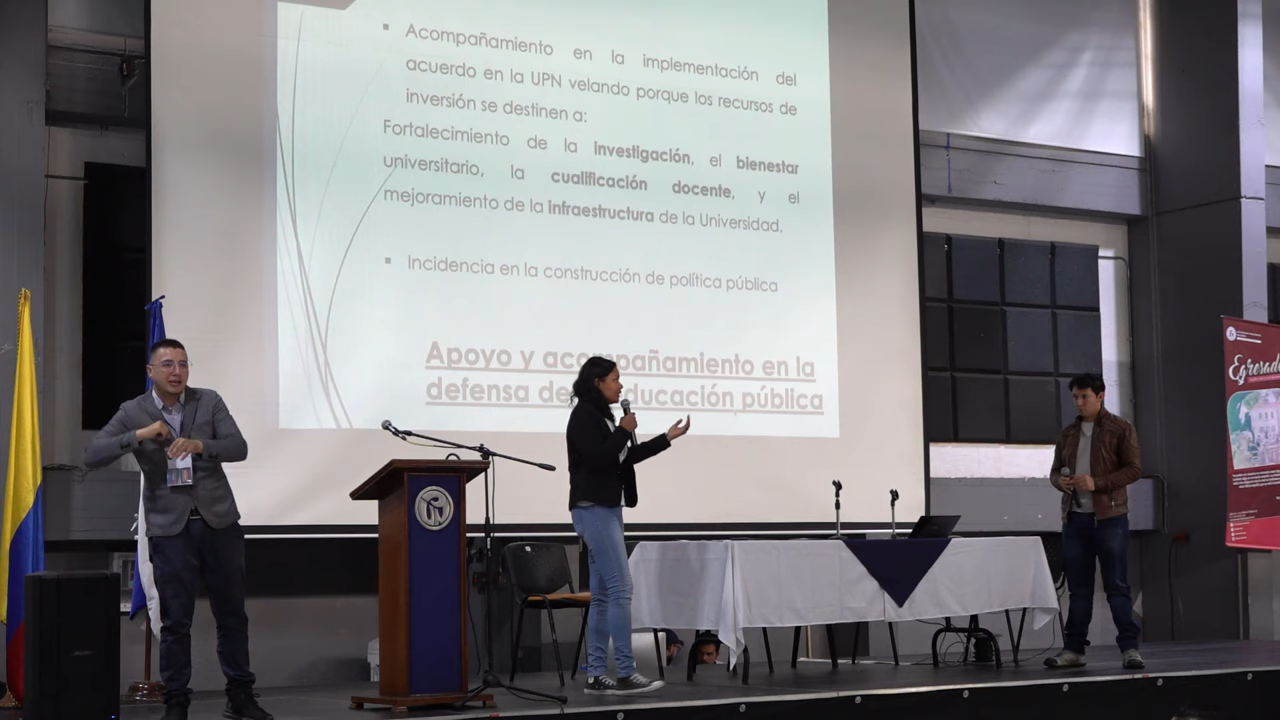 ▪ Acompañamiento en la implementación del
acuerdo en la UPN velando porque los recursos de
inversión se destinen a:
Fortalecimiento de la investigación, el bienestar
universitario, la cualificación docente, y el
mejoramiento de la infraestructura de la Universidad.
▪ Incidencia en la construcción de política pública
Apoyo y acompañamiento en la
defensa de educación pública
Egresado